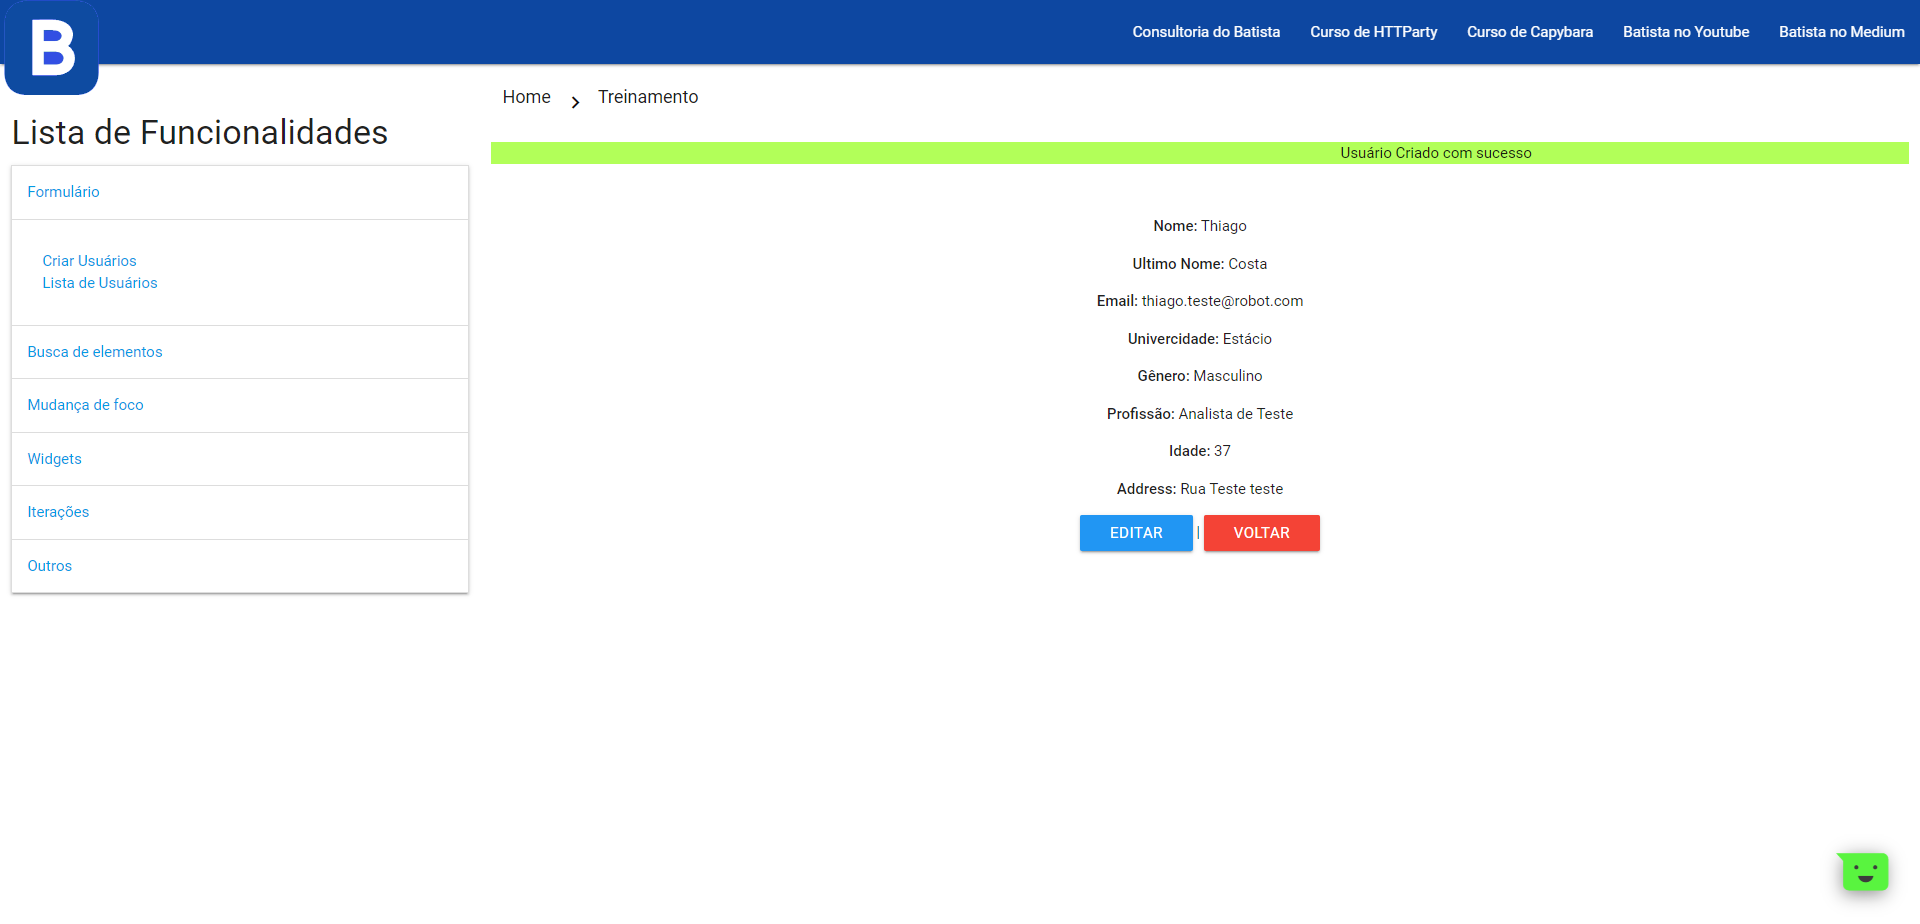 B
Consultoria do Batista
Curso de HTTParty
Curso de Capybara
Batista no Youtube
Batista no Medium
Home
Treinamento
Lista de Funcionalidades
Formulário
Criar Usuários
Lista de Usuários
Busca de elementos
Mudança de foco
Widgets
Iterações
Outros
Usuário Criado com sucesso
Nome: Thiago
Ultimo Nome: Costa
Email: thiago.teste@robot.com
Univercidade: Estácio
Gênero: Masculino
Profissão: Analista de Teste
Idade: 37
Address: Rua Teste teste
EDITAR | VOLTAR